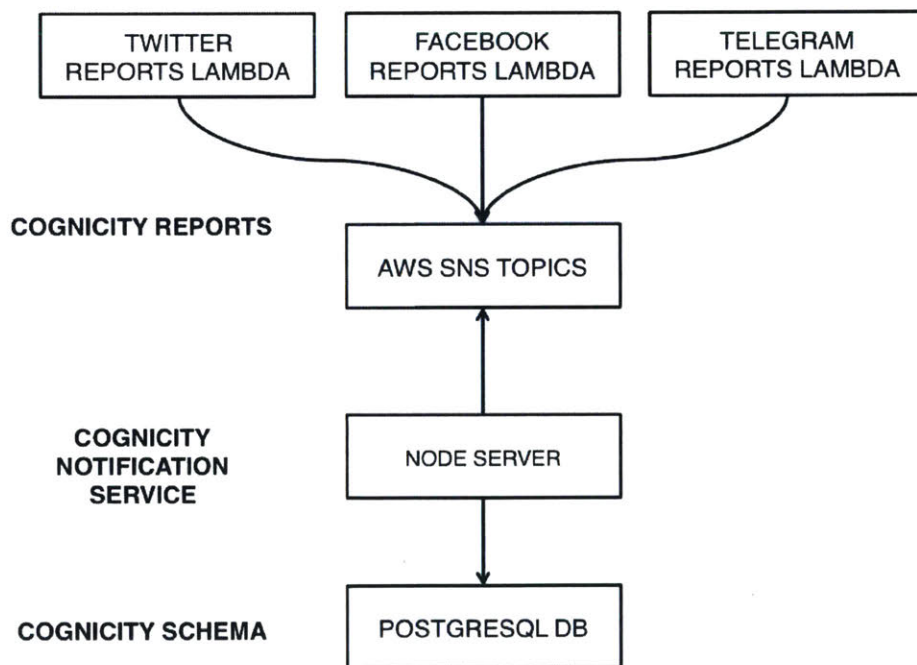 TWITTER
REPORTS LAMBDA
FACEBOOK
REPORTS LAMBDA
TELEGRAM
REPORTS LAMBDA
COGNICITY REPORTS
AWS SNS TOPICS
COGNICITY
NOTIFICATION
SERVICE
NODE SERVER
COGNICITY SCHEMA
POSTGRESQL DB